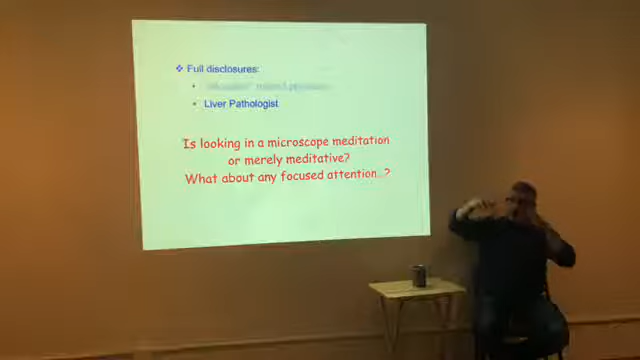 ❖ Full disclosures:
• Liver Pathologist
Is looking in a microscope meditation
or merely meditative?
What about any focused attention...?